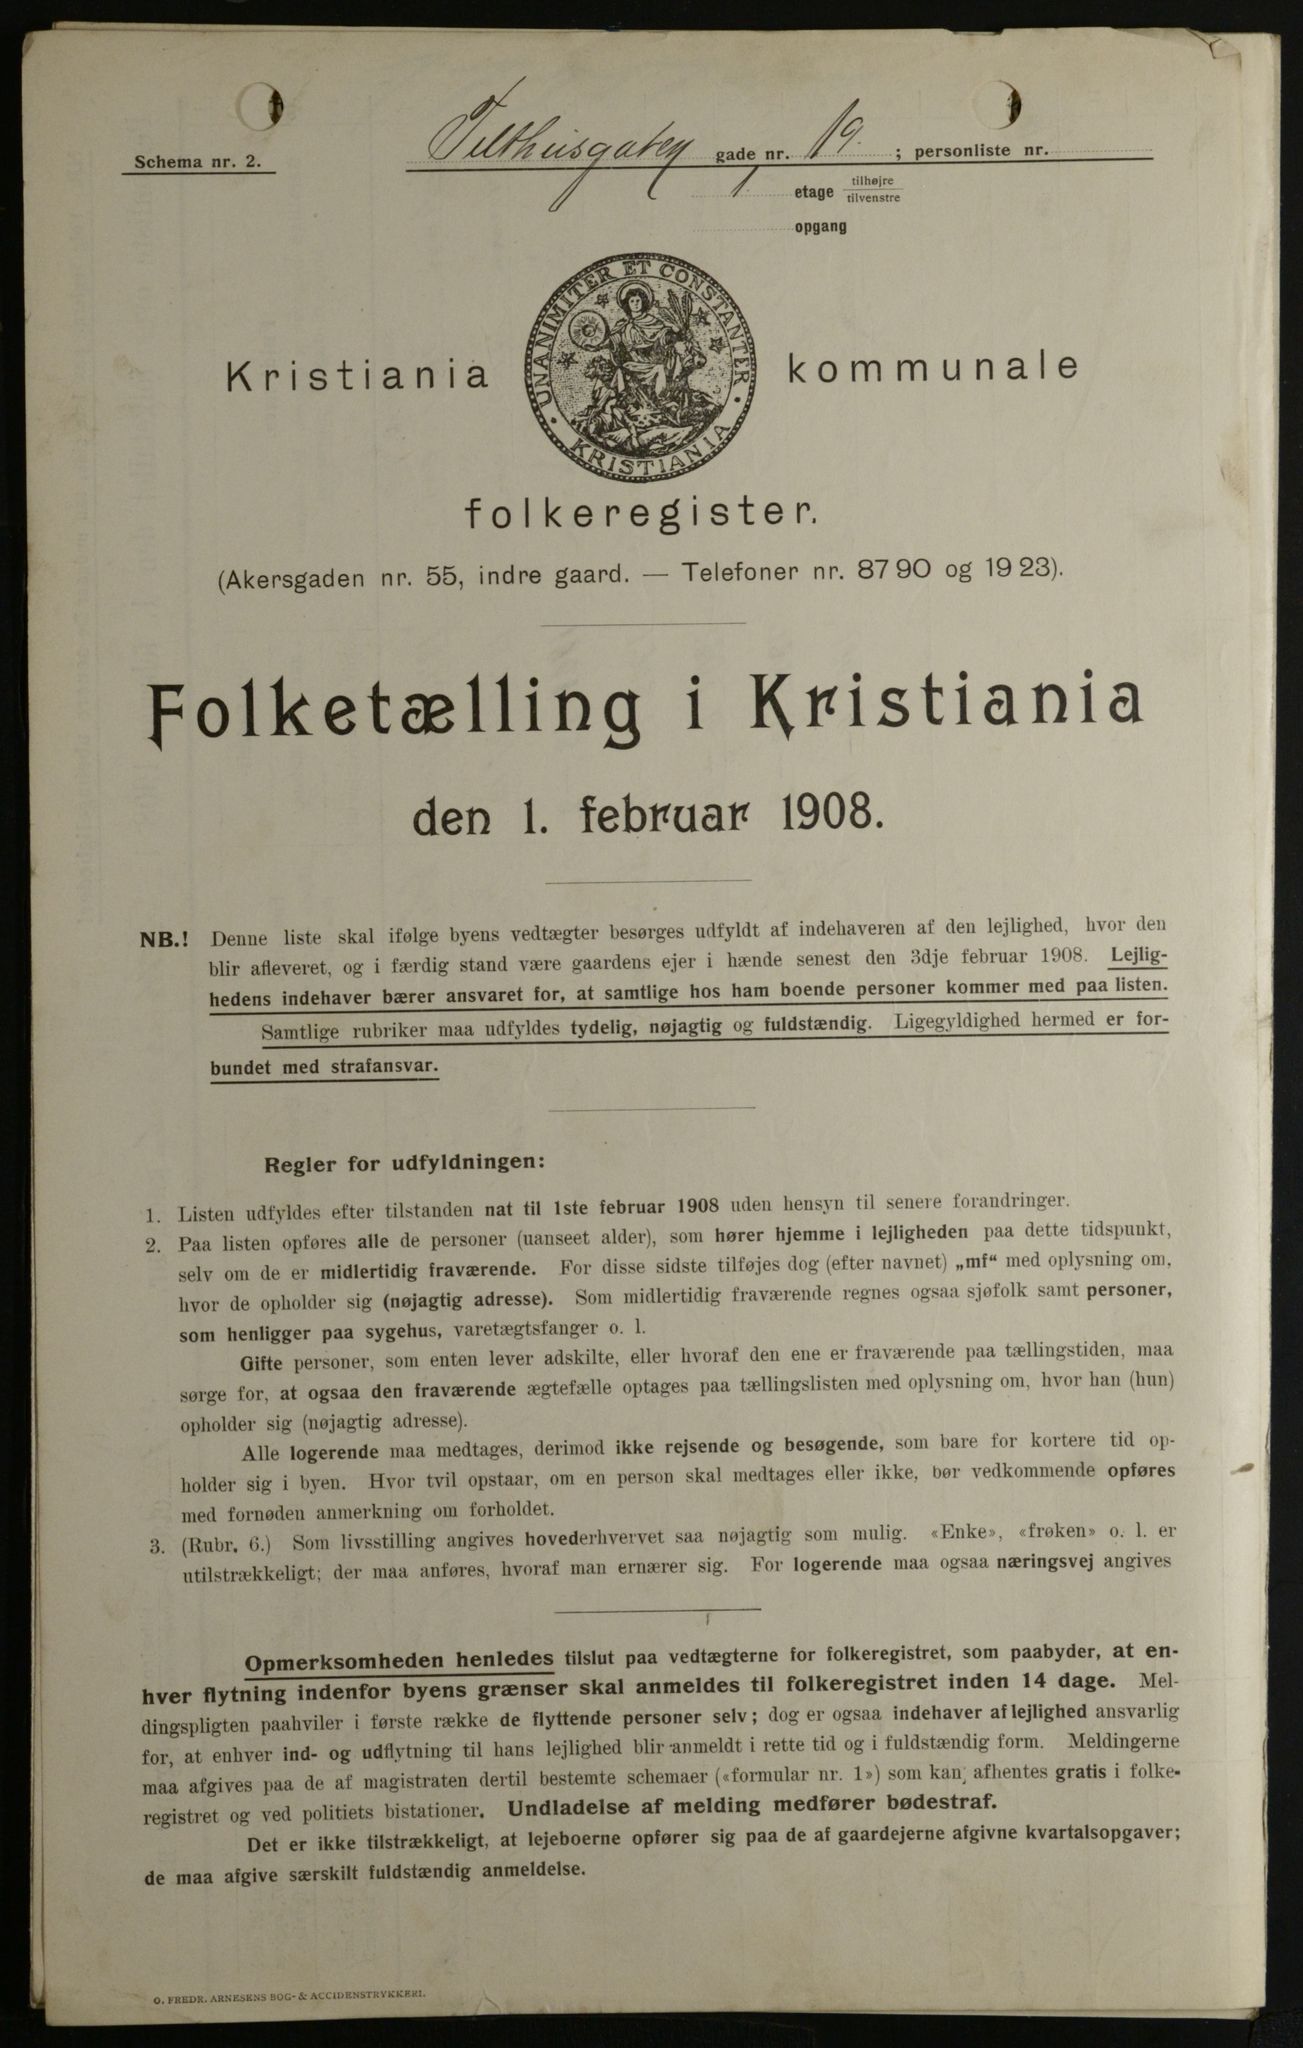 Schema nr. 2.
Telthusgaten gade nr. 19. ; personliste nr.
1 etage tilhøjre
tilvenstre
opgang
UNANIMITER ET CONSTANTER
KRISTIANIA
Kristiania kommunale
folkeregister.
(Akersgaden nr. 55, indre gaard. — Telefoner nr. 8790 og 1923).
Folketælling i Kristiania
den 1. februar 1908.
NB.! Denne liste skal ifølge byens vedtægter besørges udfyldt af indehaveren af den lejlighed, hvor den
blir afleveret, og i færdig stand være gaardens ejer i hænde senest den 3dje februar 1908. Lejlig-
hedens indehaver bærer ansvaret for, at samtlige hos ham boende personer kommer med paa listen.
Samtlige rubriker maa udfyldes tydelig, nøjagtig og fuldstændig. Ligegyldighed hermed er for-
bundet med strafansvar.
Regler for udfyldningen:
1. Listen udfyldes efter tilstanden nat til 1ste februar 1908 uden hensyn til senere forandringer.
2. Paa listen opføres alle de personer (uanseet alder), som hører hjemme i lejligheden paa dette tidspunkt,
selv om de er midlertidig fraværende. For disse sidste tilføjes dog (efter navnet) „mf“ med oplysning om,
hvor de opholder sig (nøjagtig adresse). Som midlertidig fraværende regnes ogsaa sjøfolk samt personer,
som henligger paa sygehus, varetægtsfanger o. l.
Gifte personer, som enten lever adskilte, eller hvoraf den ene er fraværende paa tællingstiden, maa
sørge for, at ogsaa den fraværende ægtefælle optages paa tællingslisten med oplysning om, hvor han (hun)
opholder sig (nøjagtig adresse).
Alle logerende maa medtages, derimod ikke rejsende og besøgende, som bare for kortere tid op-
holder sig i byen. Hvor tvil opstaar, om en person skal medtages eller ikke, bør vedkommende opføres
med fornøden anmerkning om forholdet.
3. (Rubr. 6.) Som livsstilling angives hovederhvervet saa nøjagtig som mulig. «Enke», «frøken» o. l. er
utilstrækkeligt; der maa anføres, hvoraf man ernærer sig. For logerende maa ogsaa næringsvej angives
Opmerksomheden henledes tilslut paa vedtægterne for folkeregistret, som paabyder, at en-
hver flytning indenfor byens grænser skal anmeldes til folkeregistret inden 14 dage. Mel-
dingspligten paahviler i første række de flyttende personer selv; dog er ogsaa indehaver af lejlighed ansvarlig
for, at enhver ind- og udflytning til hans lejlighed blir anmeldt i rette tid og i fuldstændig form. Meldingerne
maa afgives paa de af magistraten dertil bestemte schemaer («formular nr. 1») som kan afhentes gratis i folke-
registret og ved politiets bistationer. Undladelse af melding medfører bødestraf.
Det er ikke tilstrækkeligt, at lejeboerne opfører sig paa de af gaardejerne afgivne kvartalsopgaver;
de maa afgive særskilt fuldstændig anmeldelse.
O. FREDR. ARNESENS BOG- & ACCIDENSTRYKKERI.